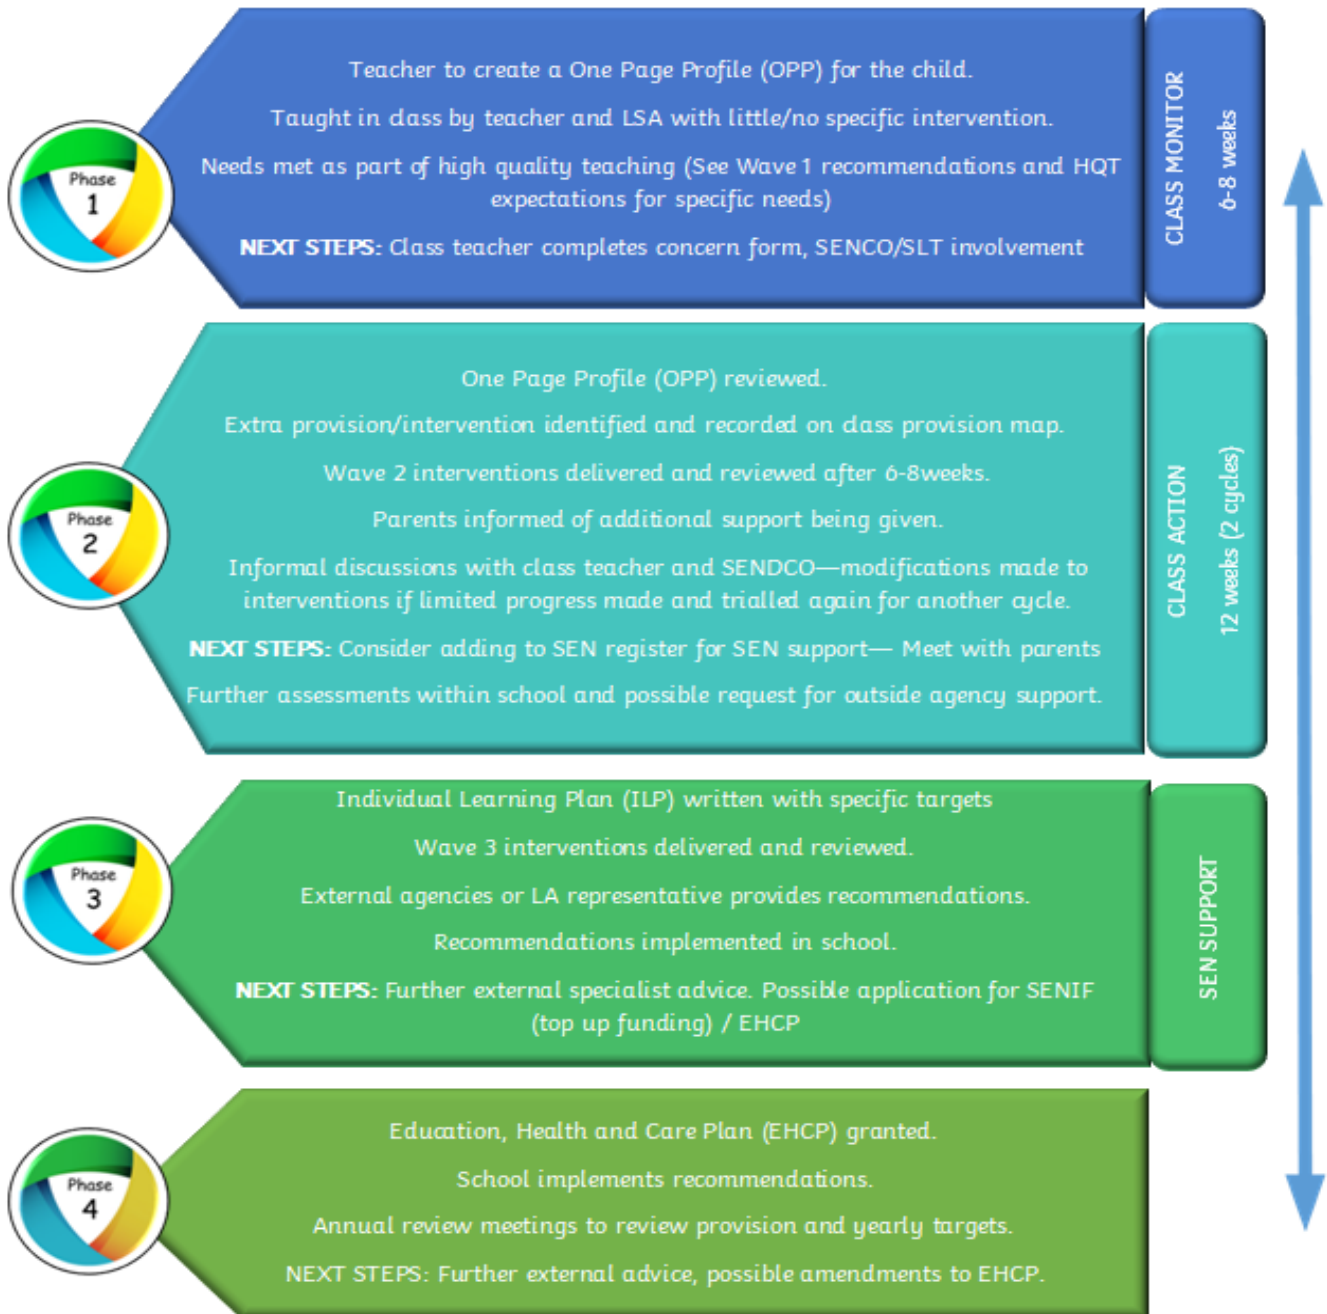 Phase
1
Teacher to create a One Page Profile (OPP) for the child.
Taught in class by teacher and LSA with little/no specific intervention.
Needs met as part of high quality teaching (See Wave 1 recommendations and HQT
expectations for specific needs)
NEXT STEPS: Class teacher completes concern form, SENCO/SLT involvement
CLASS MONITOR
6-8 weeks
Phase
2
One Page Profile (OPP) reviewed.
Extra provision/intervention identified and recorded on class provision map.
Wave 2 interventions delivered and reviewed after 6-8weeks.
Parents informed of additional support being given.
Informal discussions with class teacher and SENDCO—modifications made to
interventions if limited progress made and trialled again for another cycle.
NEXT STEPS: Consider adding to SEN register for SEN support— Meet with parents
Further assessments within school and possible request for outside agency support.
CLASS ACTION
12 weeks (2 cycles)
Phase
3
Individual Learning Plan (ILP) written with specific targets
Wave 3 interventions delivered and reviewed.
External agencies or LA representative provides recommendations.
Recommendations implemented in school.
NEXT STEPS: Further external specialist advice. Possible application for SENIF
(top up funding) / EHCP
SEN SUPPORT
Phase
4
Education, Health and Care Plan (EHCP) granted.
School implements recommendations.
Annual review meetings to review provision and yearly targets.
NEXT STEPS: Further external advice, possible amendments to EHCP.